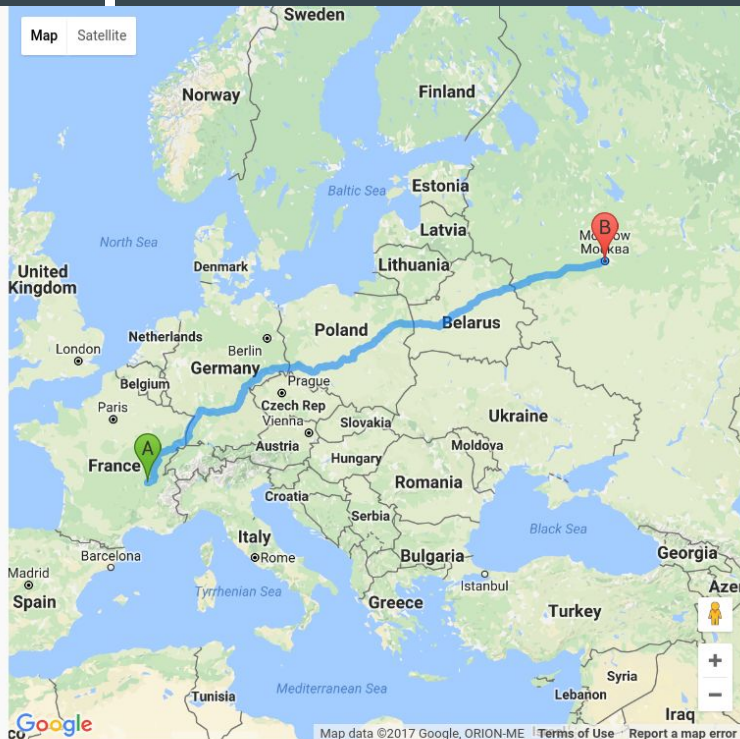 Map Satellite
Sweden
Norway
Finland
Estonia
Baltic Sea
Latvia
B
Москва
North Sea
Denmark
Lithuania
United
Kingdom
Belarus
Poland
Netherlands
Berlin
London
Germany
Belgium
Prague
Paris
Czech Rep
Ukraine
Vienna
Slovakia
A
Austria
Moldova
France
Hungary
Romania
Croatia
Serbia
Italy
Black Sea
Barcelona
Rome
Bulgaria
Georgia
Madrid
Istanbul
Tyrrhenian Sea
Spain
Greece
Turkey
Syria
Mediterranean Sea
Tunisia
Lebanon
Iraq
Google
Map data ©2017 Google, ORION-ME Terms of Use Report a map error